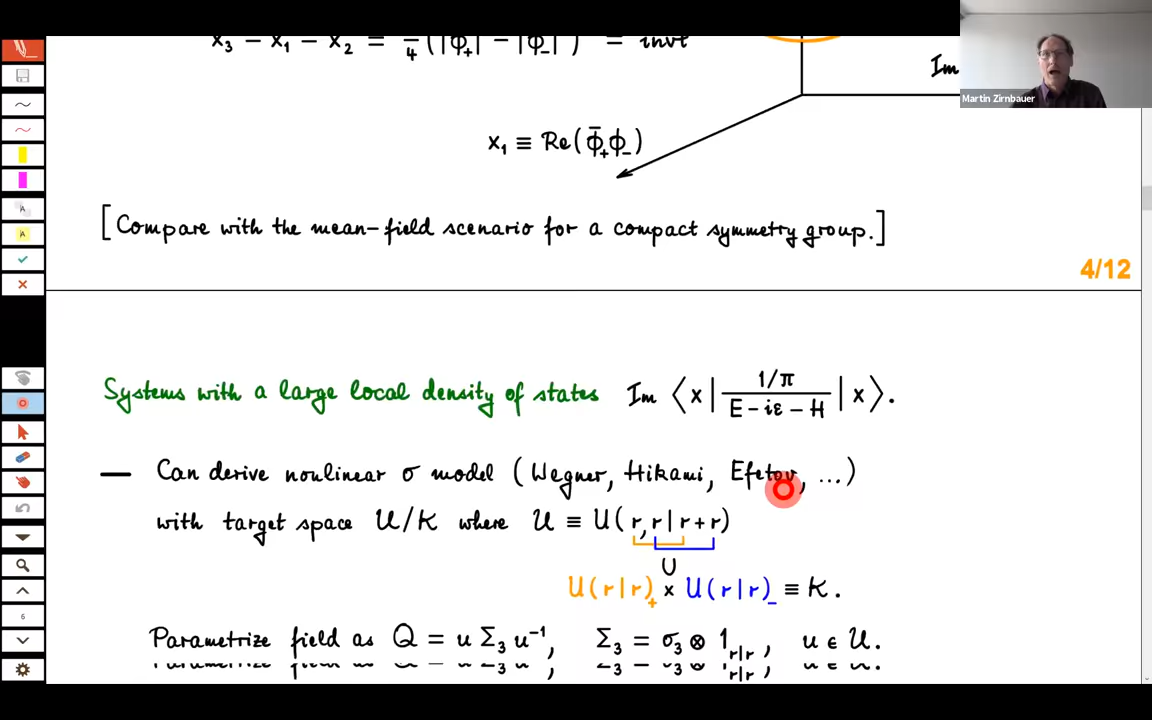 x₃ − x₁ − x₂ = 1/4 (|ϕ₊| − |ϕ₋| ) = invt
Im
Martin Zirnbauer
x₁ ≡ Re(ϕ̄₊ϕ₋)
[Compare with the mean-field scenario for a compact symmetry group.]
4/12
Systems with a large local density of states Im ⟨x| (1/π)/(E − iε − H) |x⟩.
— Can derive nonlinear σ model (Wegner, Hikami, Efetov, ...)
with target space U/K where U ≡ U(r,r|r+r)
∪
U(r|r)₊ × U(r|r)₋ ≡ K.
Parametrize field as Q = u Σ₃ u⁻¹, Σ₃ = σ₃ ⊗ 1_{r|r}, u ∈ U.
6